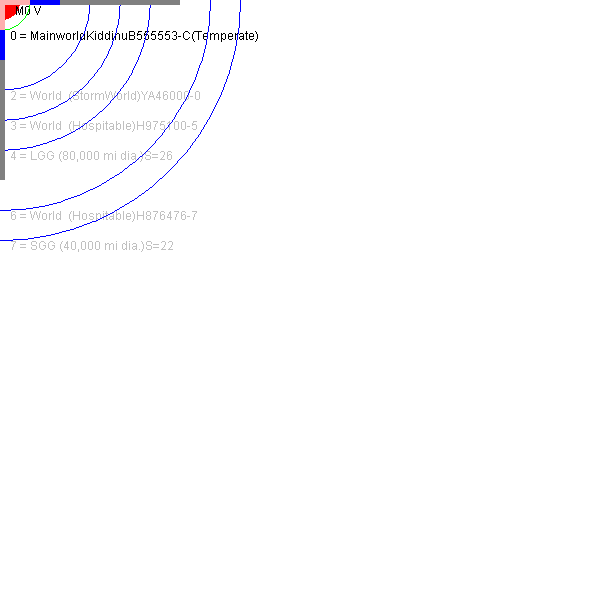 M0 V
0 = MainworldKiddinuB555553-C(Temperate)
2 = World (StormWorld)YA46000-0
3 = World (Hospitable)H975100-5
4 = LGG (80,000 mi dia.)S=26
6 = World (Hospitable)H876476-7
7 = SGG (40,000 mi dia.)S=22